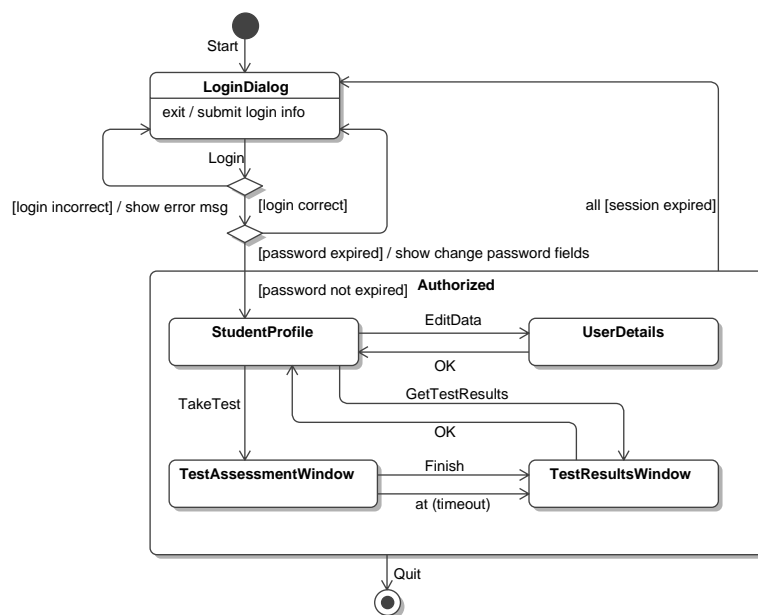 Start
LoginDialog
exit / submit login info
Login
[login incorrect] / show error msg
[login correct]
all [session expired]
[password expired] / show change password fields
Authorized
[password not expired]
StudentProfile
EditData
UserDetails
OK
GetTestResults
TakeTest
OK
TestAssessmentWindow
Finish
TestResultsWindow
at (timeout)
Quit